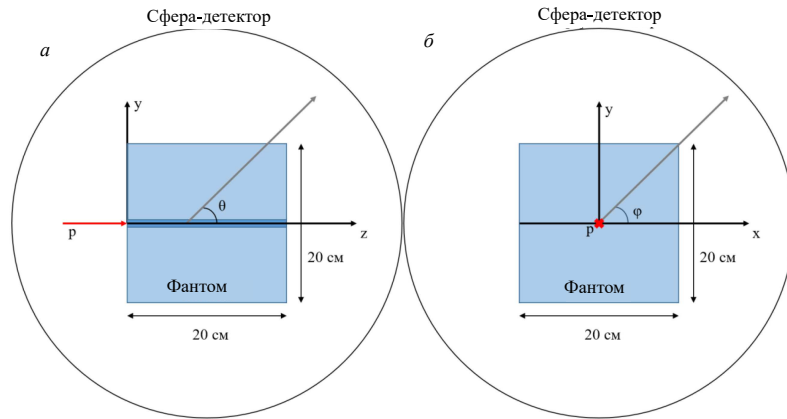 Сфера-детектор
а
y
θ
p
z
20 см
Фантом
20 см
Сфера-детектор
б
y
φ
p
x
20 см
Фантом
20 см